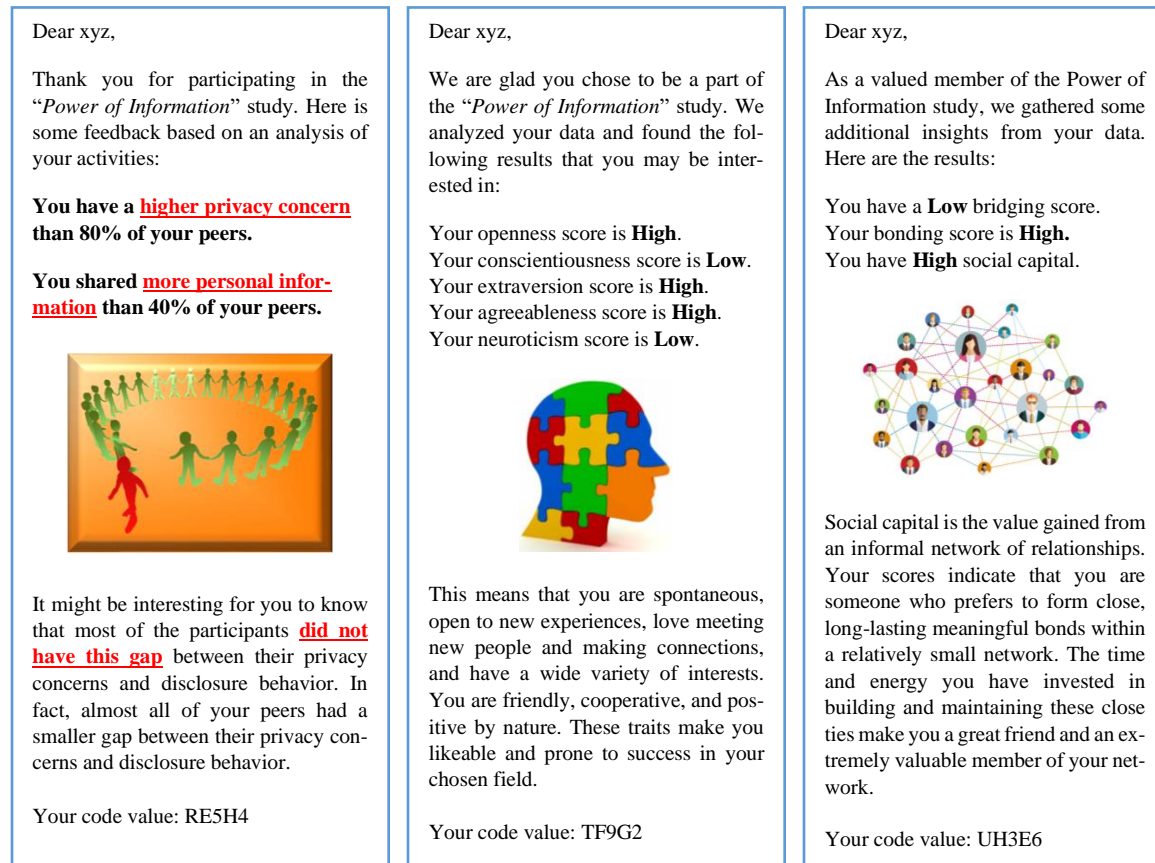 Dear xyz,
Thank you for participating in the
“Power of Information” study. Here is
some feedback based on an analysis of
your activities:
You have a higher privacy concern
than 80% of your peers.
You shared more personal infor-
mation than 40% of your peers.
It might be interesting for you to know
that most of the participants did not
have this gap between their privacy
concerns and disclosure behavior. In
fact, almost all of your peers had a
smaller gap between their privacy con-
cerns and disclosure behavior.
Your code value: RE5H4
Dear xyz,
We are glad you chose to be a part of
the “Power of Information” study. We
analyzed your data and found the fol-
lowing results that you may be inter-
ested in:
Your openness score is High.
Your conscientiousness score is Low.
Your extraversion score is High.
Your agreeableness score is High.
Your neuroticism score is Low.
This means that you are spontaneous,
open to new experiences, love meeting
new people and making connections,
and have a wide variety of interests.
You are friendly, cooperative, and pos-
itive by nature. These traits make you
likeable and prone to success in your
chosen field.
Your code value: TF9G2
Dear xyz,
As a valued member of the Power of
Information study, we gathered some
additional insights from your data.
Here are the results:
You have a Low bridging score.
Your bonding score is High.
You have High social capital.
Social capital is the value gained from
an informal network of relationships.
Your scores indicate that you are
someone who prefers to form close,
long-lasting meaningful bonds within
a relatively small network. The time
and energy you have invested in
building and maintaining these close
ties make you a great friend and an ex-
tremely valuable member of your net-
work.
Your code value: UH3E6